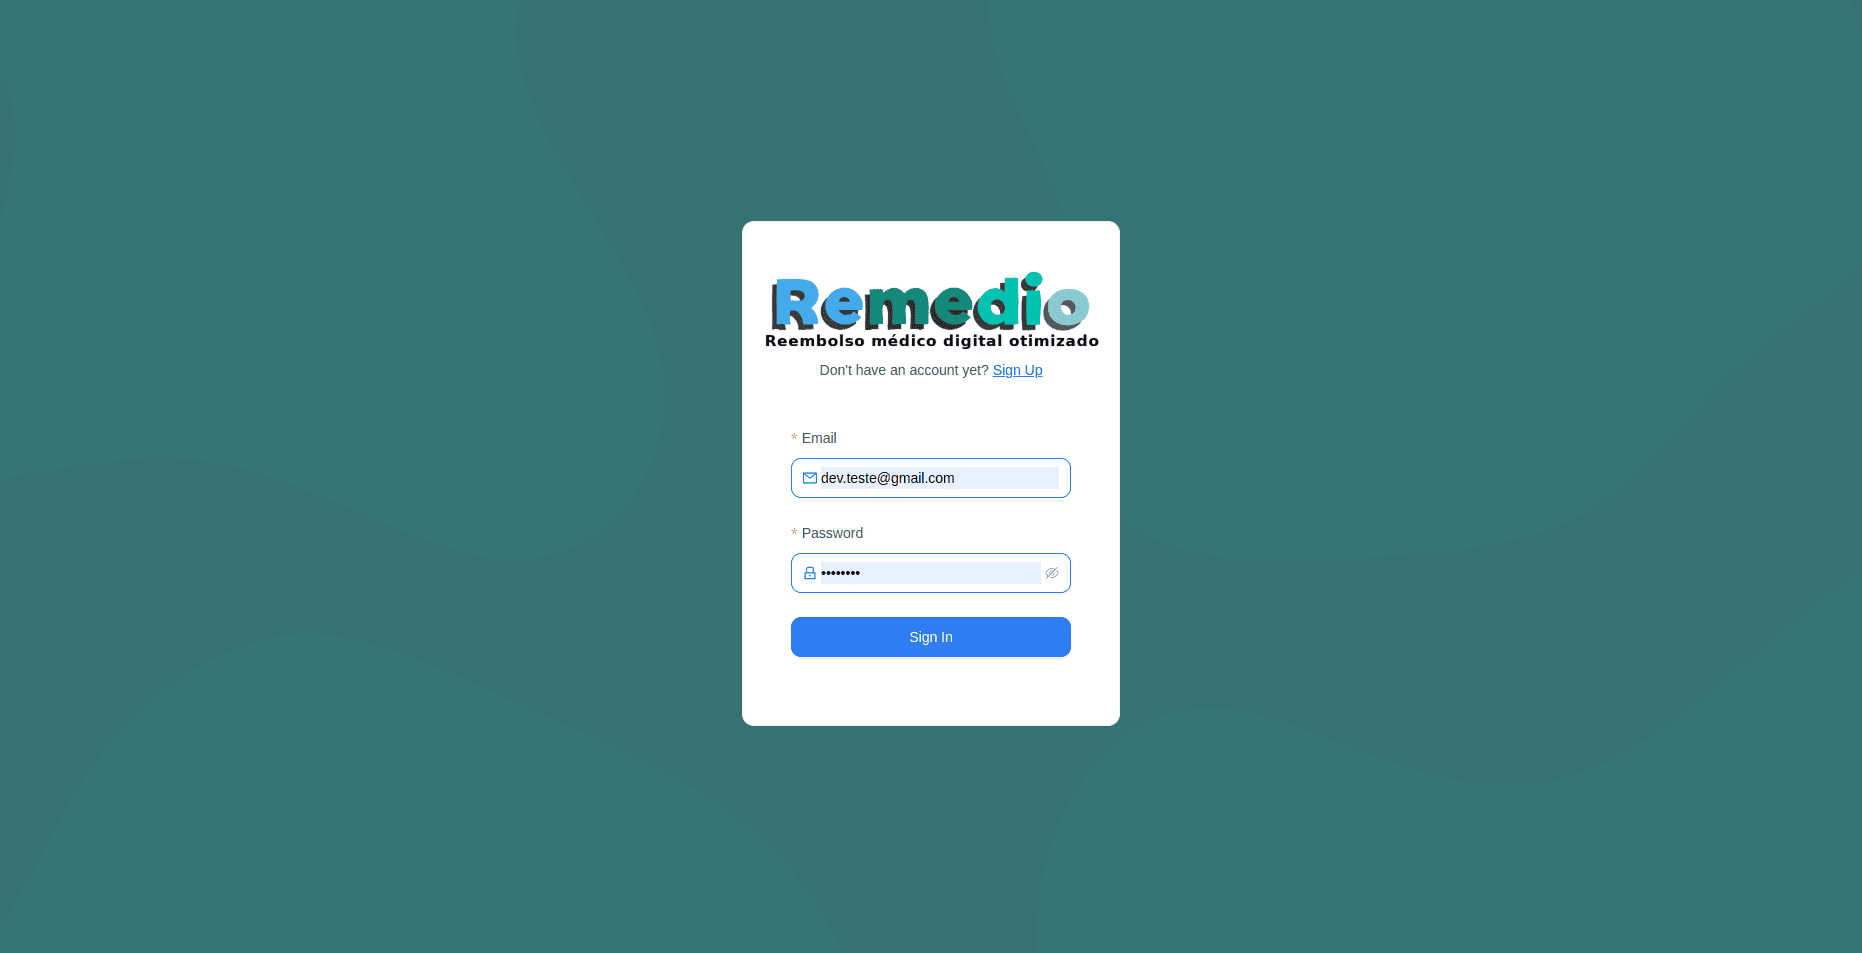 Remedio
Reembolso médico digital otimizado
Don't have an account yet? Sign Up
* Email
dev.teste@gmail.com
* Password
••••••••
Sign In